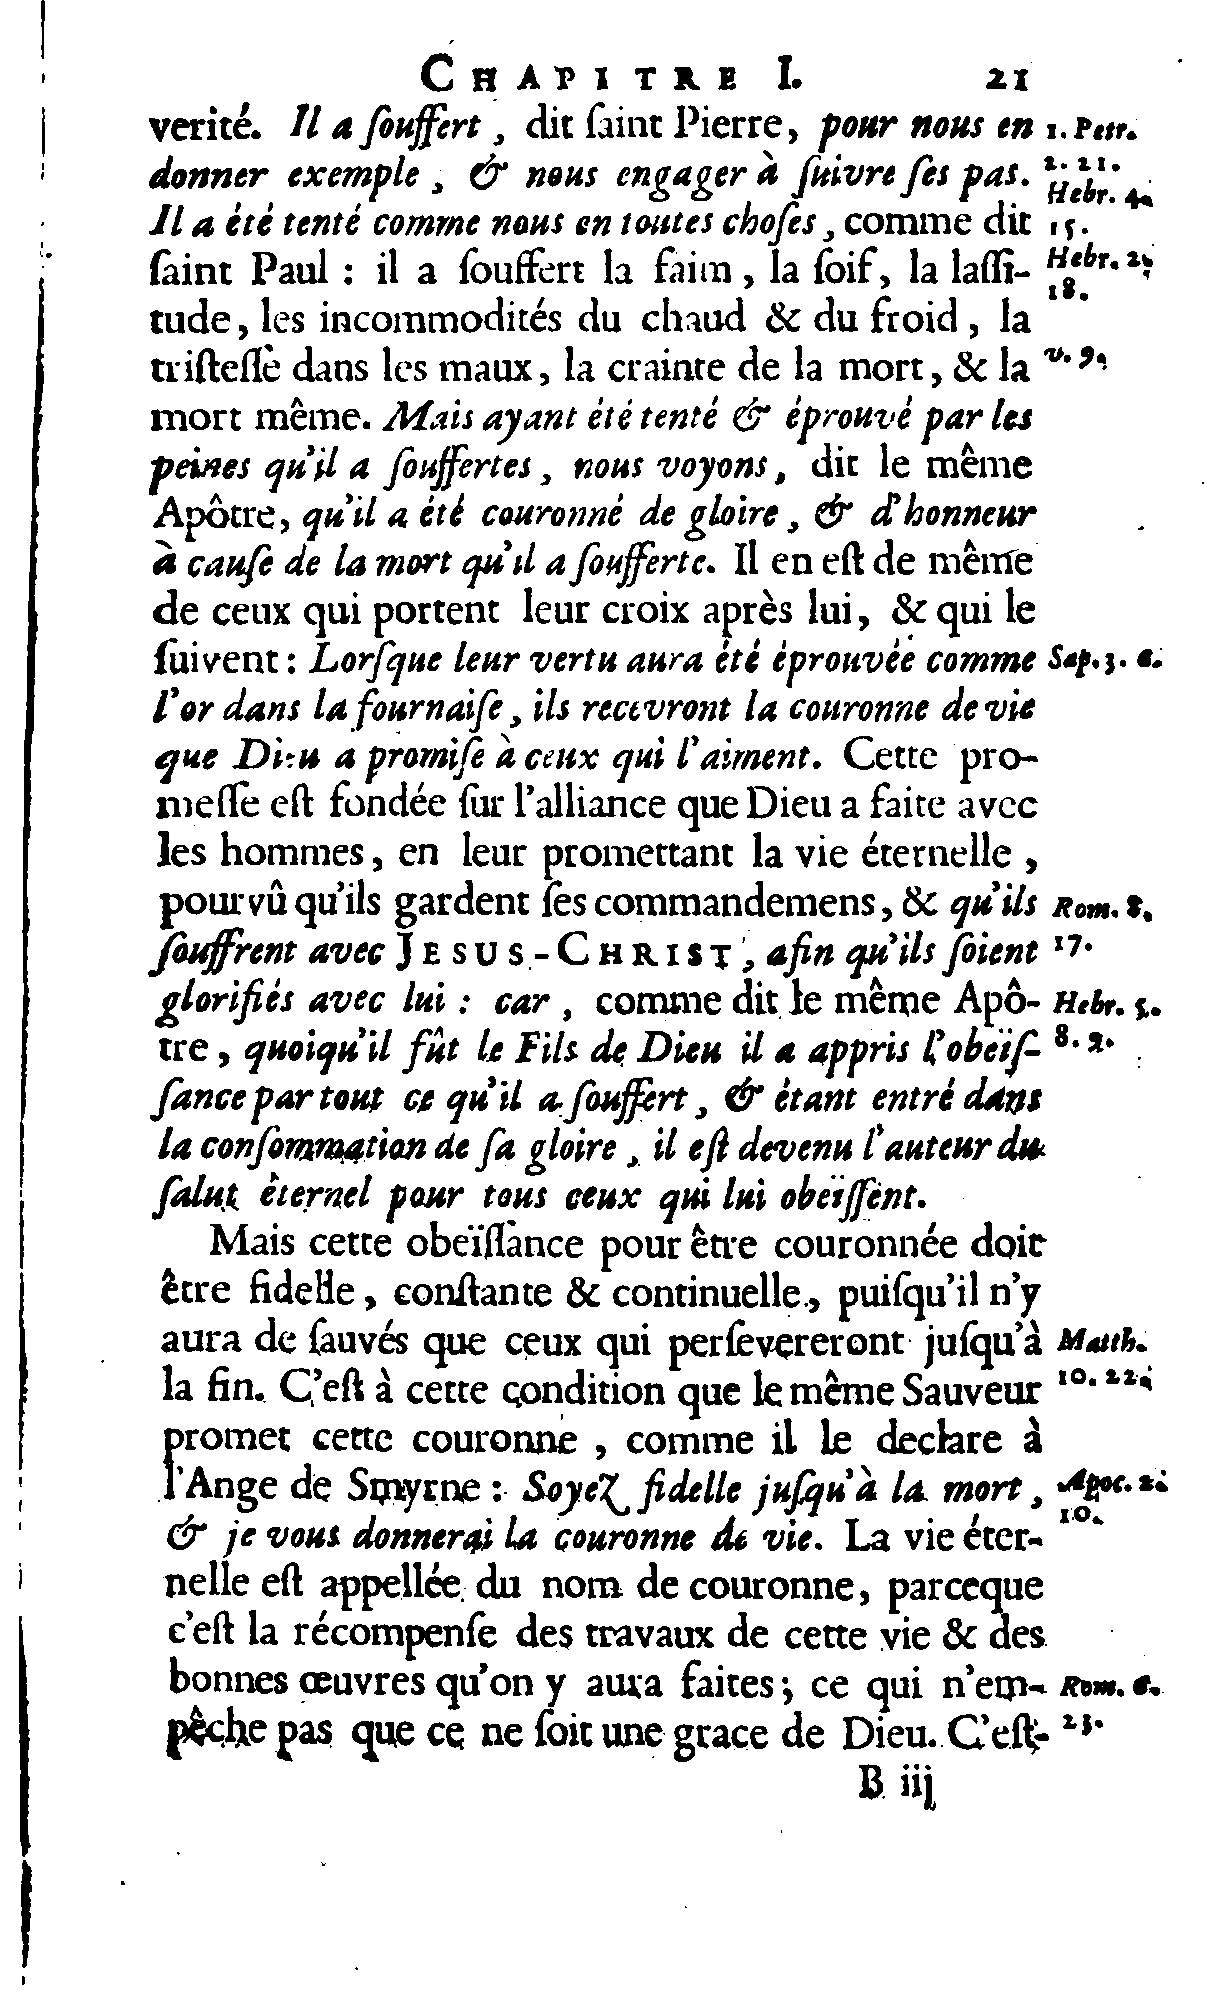 CHAPITRE I. 21
verité. Il a ſouffert, dit ſaint Pierre, pour nous en 1. Petr.
donner exemple, & nous engager à ſuivre ſes pas. 2. 21.
Hebr. 4.
Il a été tenté comme nous en toutes choſes, comme dit 15.
ſaint Paul : il a ſouffert la faim, la ſoif, la laſſi- Hebr. 2.
18.
tude, les incommodités du chaud & du froid, la
triſteſſe dans les maux, la crainte de la mort, & la v. 9.
mort même. Mais ayant été tenté & éprouvé par les
peines qu'il a ſouffertes, nous voyons, dit le même
Apôtre, qu'il a été couronné de gloire, & d'honneur
à cauſe de la mort qu'il a ſoufferte. Il en eſt de même
de ceux qui portent leur croix après lui, & qui le
ſuivent : Lorſque leur vertu aura été éprouvée comme Sap. 3. 6.
l'or dans la fournaiſe, ils recevront la couronne de vie
que Dieu a promiſe à ceux qui l'aiment. Cette pro-
meſſe eſt fondée ſur l'alliance que Dieu a faite avec
les hommes, en leur promettant la vie éternelle,
pourvû qu'ils gardent ſes commandemens, & qu'ils Rom. 8.
ſouffrent avec JESUS-CHRIST, afin qu'ils ſoient 17.
glorifiés avec lui : car, comme dit le même Apô- Hebr. 5.
tre, quoiqu'il fût le Fils de Dieu il a appris l'obeïſ- 8. 9.
ſance par tout ce qu'il a ſouffert, & étant entré dans
la conſommation de ſa gloire, il eſt devenu l'auteur du
ſalut éternel pour tous ceux qui lui obeïſſent.
Mais cette obeïſſance pour être couronnée doit
être fidelle, conſtante & continuelle, puiſqu'il n'y
aura de ſauvés que ceux qui perſevereront juſqu'à Matth.
la fin. C'eſt à cette condition que le même Sauveur 10. 22.
promet cette couronne, comme il le declare à
l'Ange de Smyrne : Soyez fidelle juſqu'à la mort, Apoc. 2.
& je vous donnerai la couronne de vie. La vie éter- 10.
nelle eſt appellée du nom de couronne, parceque
c'eſt la récompenſe des travaux de cette vie & des
bonnes œuvres qu'on y aura faites; ce qui n'em- Rom. 6.
pêche pas que ce ne ſoit une grace de Dieu. C'eſt- 23.
B iij